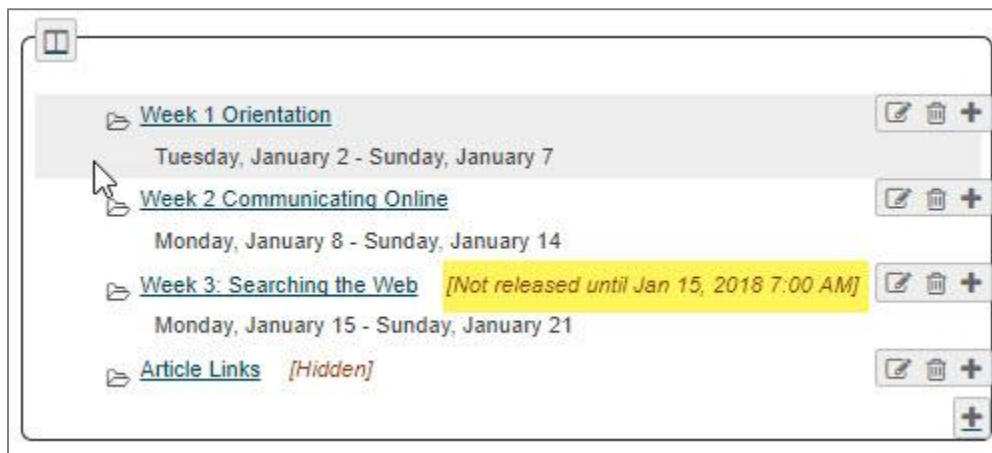 Week 1 Orientation
Tuesday, January 2 - Sunday, January 7
Week 2 Communicating Online
Monday, January 8 - Sunday, January 14
Week 3: Searching the Web [Not released until Jan 15, 2018 7:00 AM]
Monday, January 15 - Sunday, January 21
Article Links [Hidden]